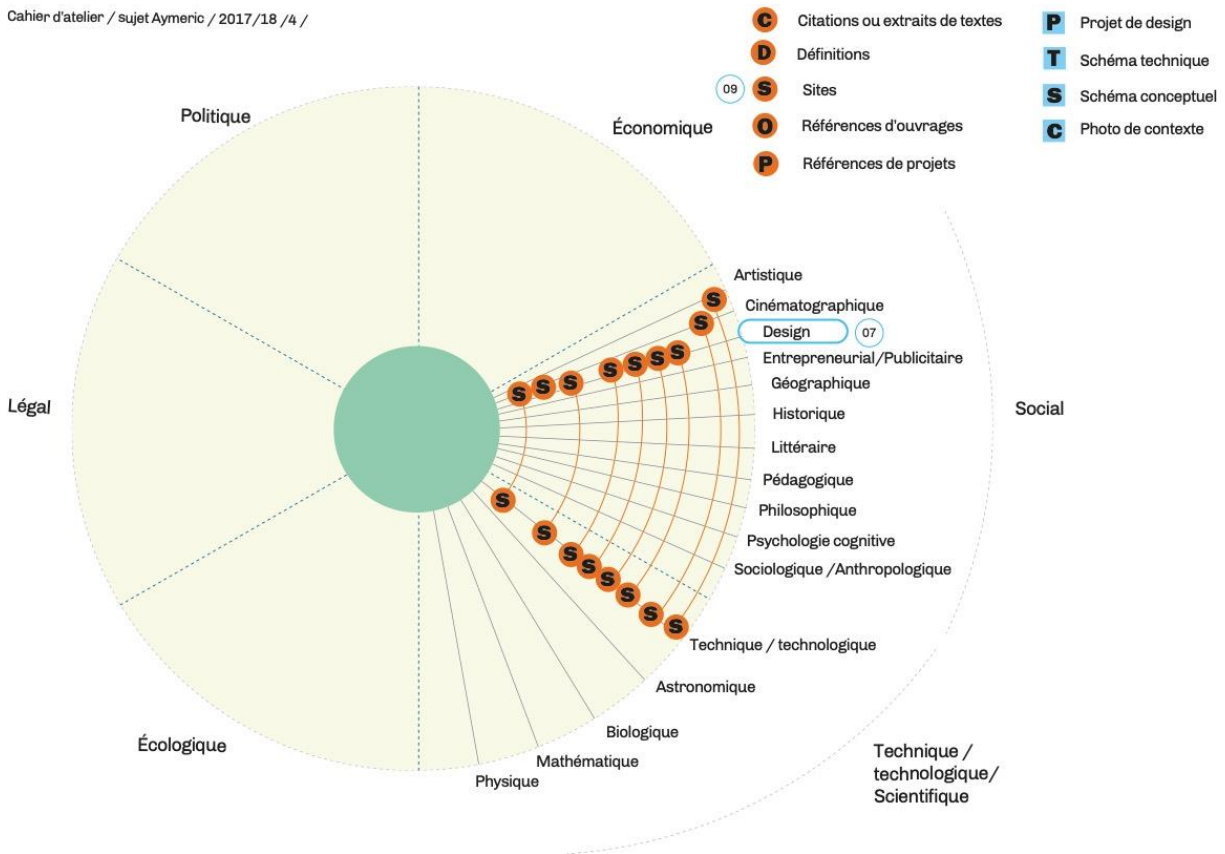 Cahier d'atelier / sujet Aymeric / 2017/18 /4 /
C Citations ou extraits de textes
D Définitions
09 S Sites
O Références d'ouvrages
P Références de projets
P Projet de design
T Schéma technique
S Schéma conceptuel
C Photo de contexte
Politique
Économique
Légal
Écologique
Social
Artistique
S
Cinématographique
S
Design 07
S S S S S S S
Entrepreneurial/Publicitaire
Géographique
Historique
Littéraire
Pédagogique
Philosophique
Psychologie cognitive
Sociologique /Anthropologique
S S S S S S S S
Technique / technologique
Astronomique
Biologique
Mathématique
Physique
Technique /
technologique/
Scientifique